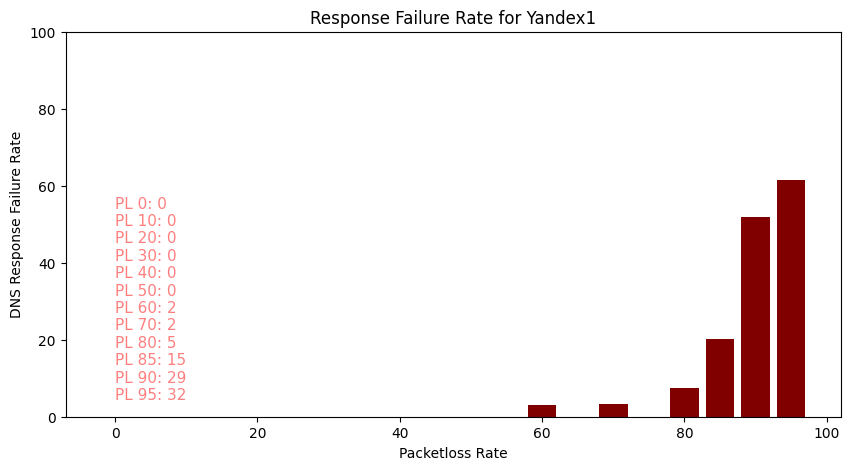 Response Failure Rate for Yandex1
DNS Response Failure Rate
100
80
60
40
20
0
PL 0: 0
PL 10: 0
PL 20: 0
PL 30: 0
PL 40: 0
PL 50: 0
PL 60: 2
PL 70: 2
PL 80: 5
PL 85: 15
PL 90: 29
PL 95: 32
0 20 40 60 80 100
Packetloss Rate